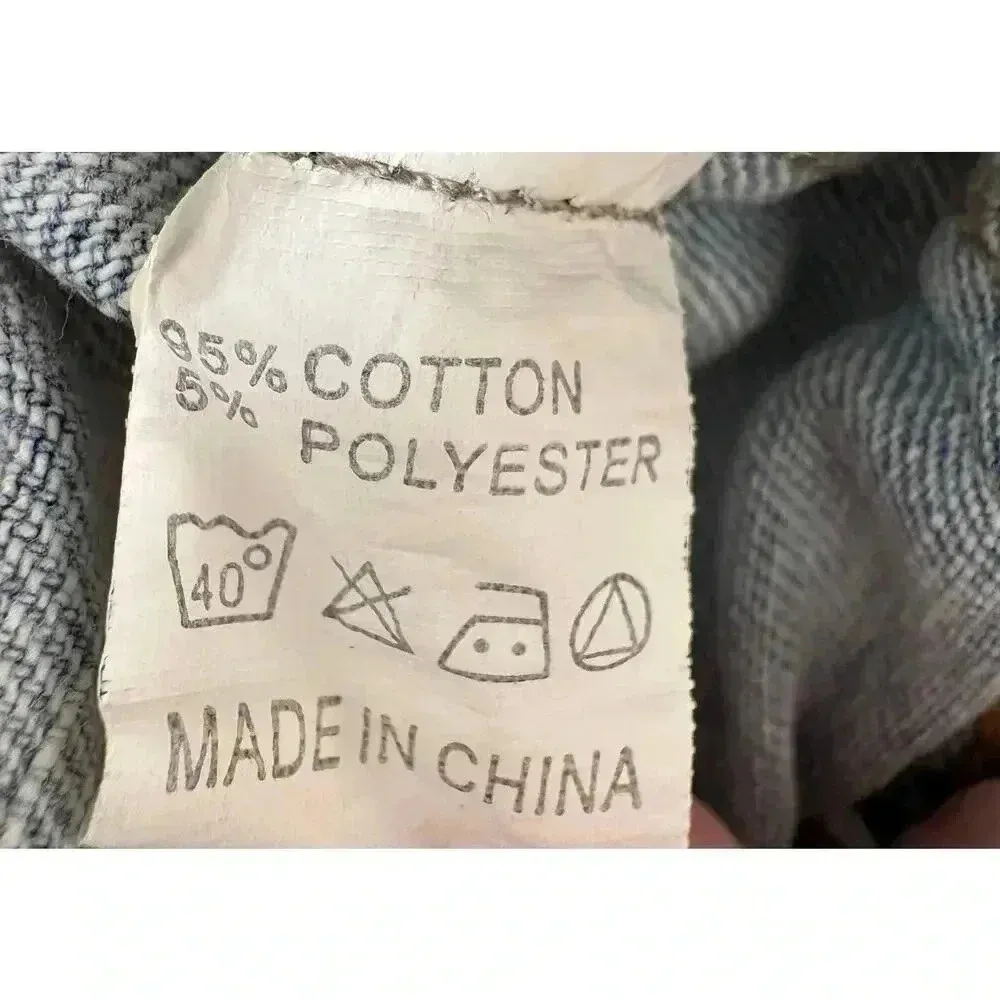 95% COTTON
5% POLYESTER
40°
MADE IN CHINA